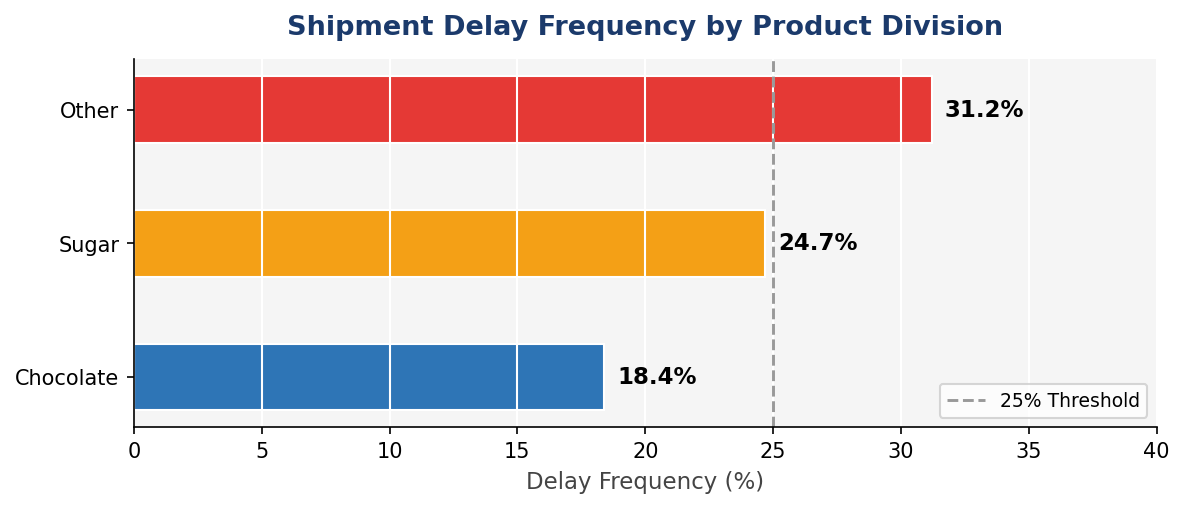 Shipment Delay Frequency by Product Division
Other
31.2%
Sugar
24.7%
Chocolate
18.4%
25% Threshold
0 5 10 15 20 25 30 35 40
Delay Frequency (%)